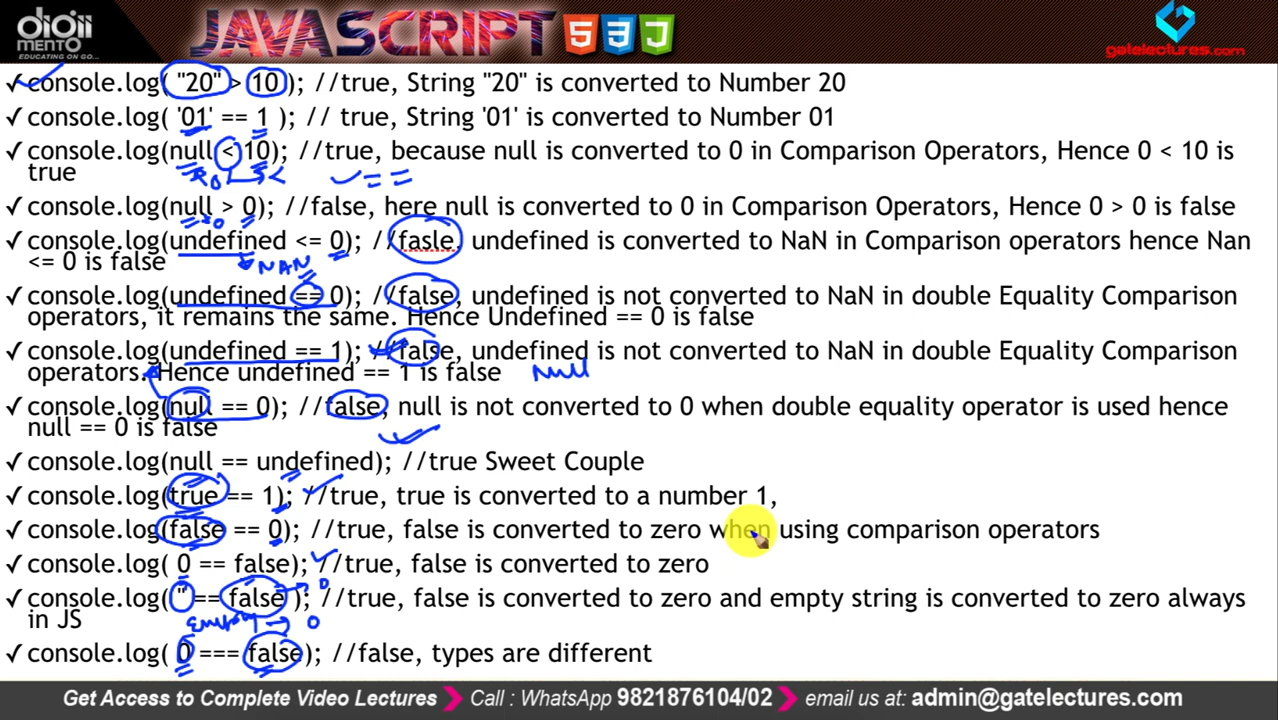 didii
MENTO
EDUCATING ON GO...
JAVASCRIPT
gatelectures.com
✓ console.log( "20" > 10 ); //true, String "20" is converted to Number 20
✓ console.log( '01' == 1 ); // true, String '01' is converted to Number 01
✓ console.log(null < 10); //true, because null is converted to 0 in Comparison Operators, Hence 0 < 10 is
true
✓ console.log(null > 0); //false, here null is converted to 0 in Comparison Operators, Hence 0 > 0 is false
✓ console.log(undefined <= 0); //fasle. undefined is converted to NaN in Comparison operators hence Nan
<= 0 is false
NAN
✓ console.log(undefined == 0); //false, undefined is not converted to NaN in double Equality Comparison
operators, it remains the same. Hence Undefined == 0 is false
✓ console.log(undefined == 1); //false, undefined is not converted to NaN in double Equality Comparison
operators. Hence undefined == 1 is false
Null
✓ console.log(null == 0); //false, null is not converted to 0 when double equality operator is used hence
null == 0 is false
✓ console.log(null == undefined); //true Sweet Couple
✓ console.log(true == 1); //true, true is converted to a number 1,
✓ console.log(false == 0); //true, false is converted to zero when using comparison operators
✓ console.log( 0 == false); //true, false is converted to zero
✓ console.log( '' == false ); //true, false is converted to zero and empty string is converted to zero always
in JS
Empty → 0
✓ console.log( 0 === false); //false, types are different
Get Access to Complete Video Lectures Call : WhatsApp 9821876104/02 email us at: admin@gatelectures.com